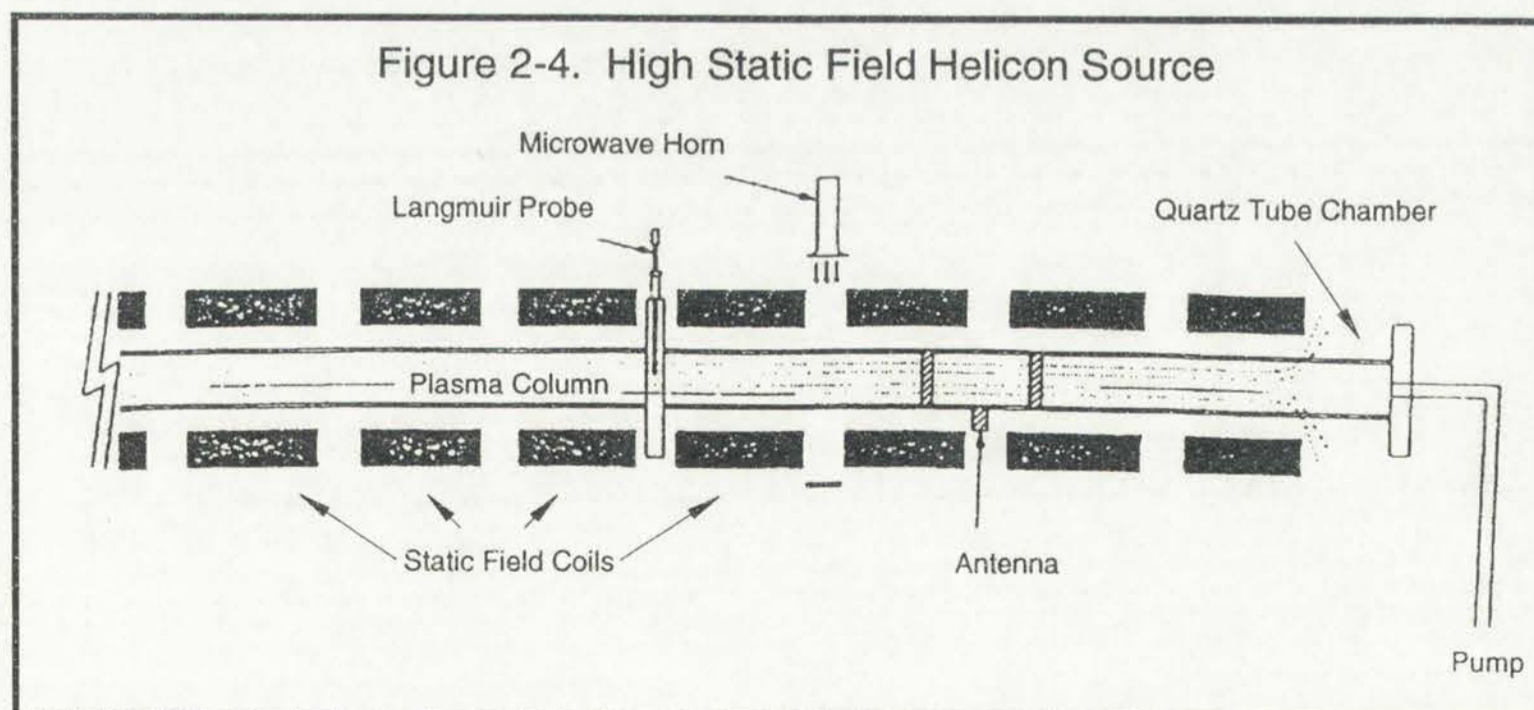 Figure 2-4. High Static Field Helicon Source
Microwave Horn
Langmuir Probe
Quartz Tube Chamber
Plasma Column
Static Field Coils
Antenna
Pump